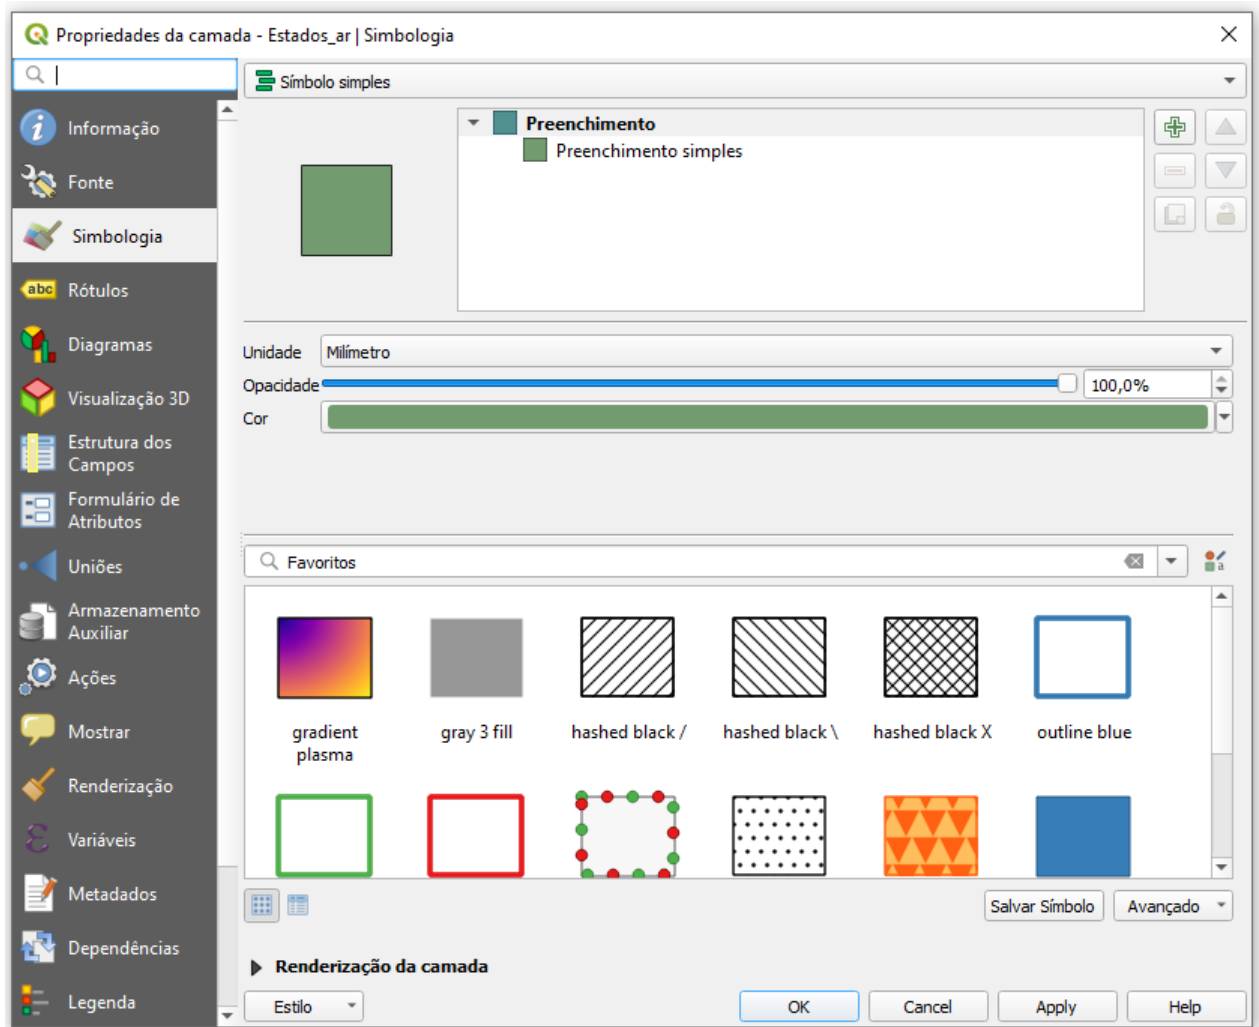 Propriedades da camada - Estados_ar | Simbologia
Símbolo simples
Informação
Fonte
Simbologia
abc Rótulos
Diagramas
Visualização 3D
Estrutura dos
Campos
Formulário de
Atributos
Uniões
Armazenamento
Auxiliar
Ações
Mostrar
Renderização
Variáveis
Metadados
Dependências
Legenda
Preenchimento
Preenchimento simples
Unidade Milímetro
Opacidade 100,0%
Cor
Favoritos
gradient
plasma
gray 3 fill
hashed black /
hashed black \
hashed black X
outline blue
Salvar Símbolo Avançado
Renderização da camada
Estilo OK Cancel Apply Help